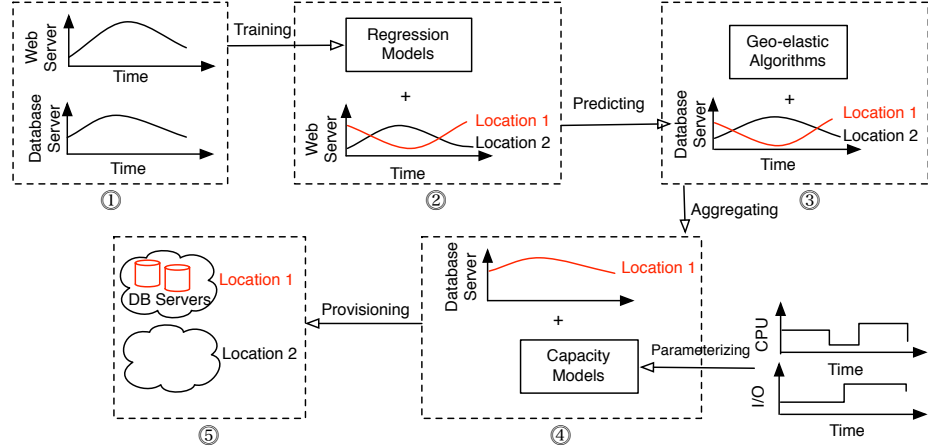 Web
Server
Time
Database
Server
Time
①
Training
Regression
Models
+
Web
Server
Location 1
Location 2
Time
②
Predicting
Geo-elastic
Algorithms
+
Database
Server
Location 1
Location 2
Time
③
Aggregating
Database
Server
Location 1
Time
+
Capacity
Models
④
Parameterizing
CPU
Time
I/O
Time
Provisioning
Location 1
DB Servers
Location 2
⑤